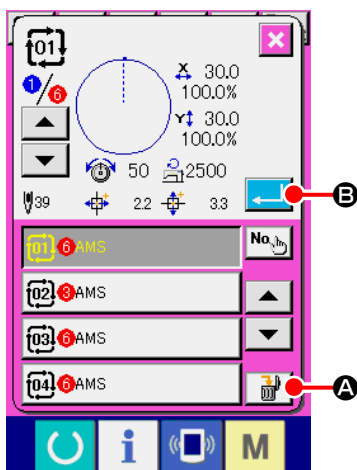 01
X 30.0
100.0%
1/6
Y 30.0
100.0%
50 2500
39 2.2 3.3
B
01 6 AMS
No.
02 3 AMS
03 6 AMS
04 6 AMS
A
i M